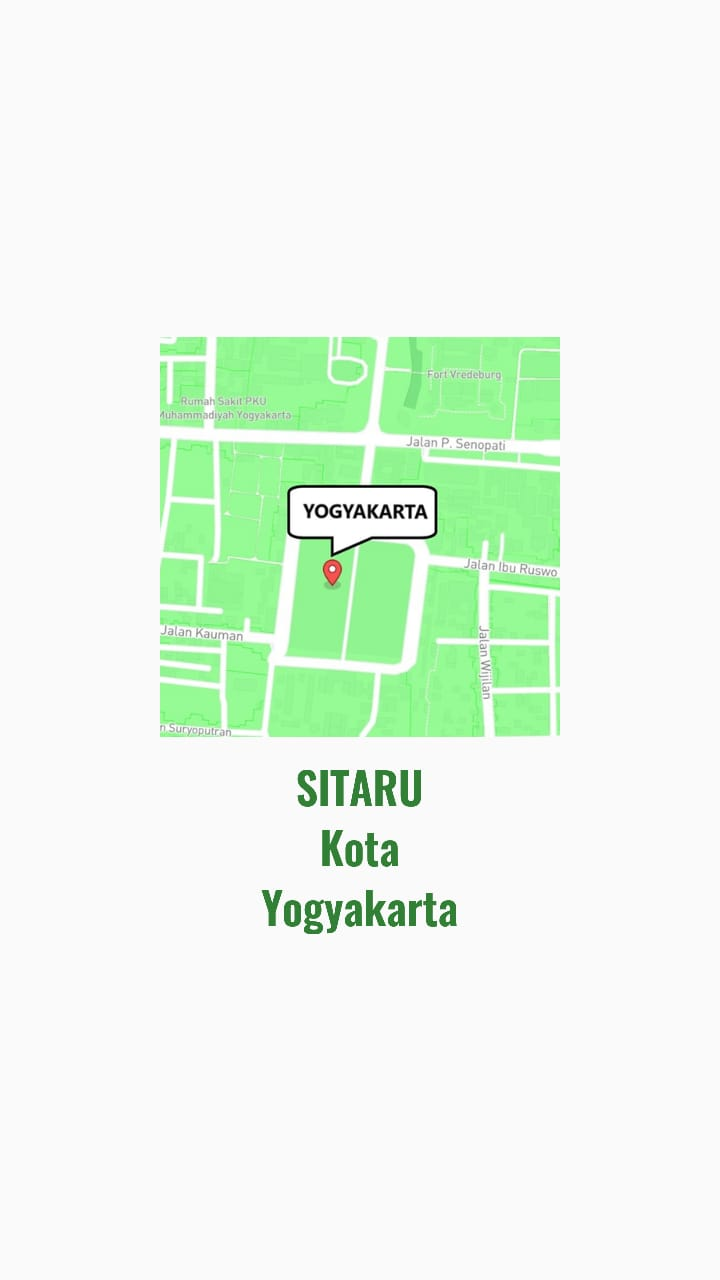 Fort Vredeburg
Rumah Sakit PKU
Muhammadiyah Yogyakarta
Jalan P. Senopati
YOGYAKARTA
Jalan Ibu Ruswo
Jalan Kauman
Jalan Wijilan
n Suryoputran
SITARU
Kota
Yogyakarta